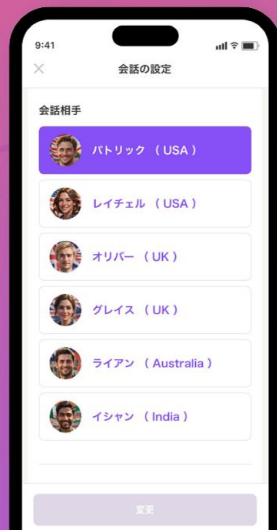 9:41
会話の設定
会話相手
パトリック （ USA ）
レイチェル （ USA ）
オリバー （ UK ）
グレイス （ UK ）
ライアン （ Australia ）
イシャン （ India ）
変更